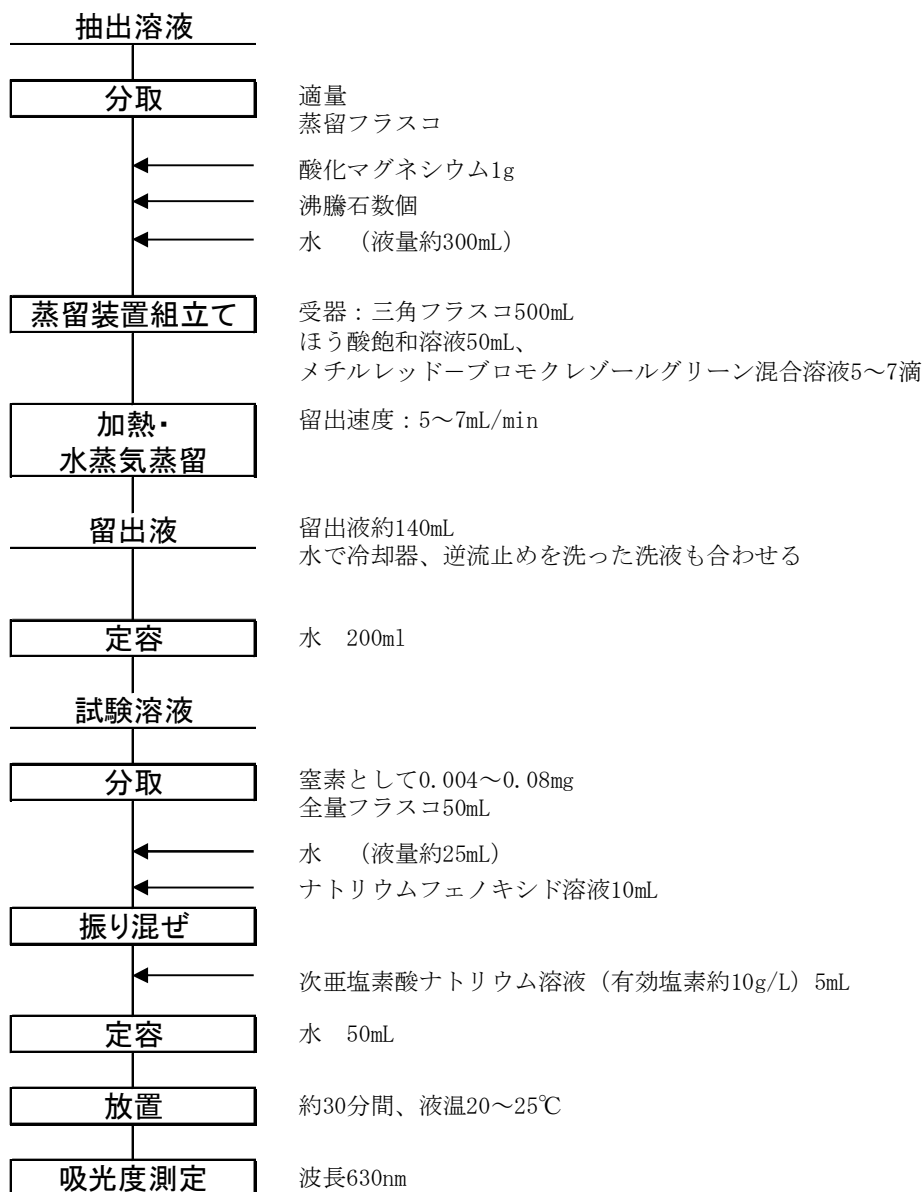 抽出溶液
分取
適量
蒸留フラスコ
酸化マグネシウム1g
沸騰石数個
水　（液量約300mL）
蒸留装置組立て
受器：三角フラスコ500mL
ほう酸飽和溶液50mL、
メチルレッド－ブロモクレゾールグリーン混合溶液5～7滴
加熱・
水蒸気蒸留
留出速度：5～7mL/min
留出液
留出液約140mL
水で冷却器、逆流止めを洗った洗液も合わせる
定容
水　200ml
試験溶液
分取
窒素として0.004～0.08mg
全量フラスコ50mL
水　（液量約25mL）
ナトリウムフェノキシド溶液10mL
振り混ぜ
次亜塩素酸ナトリウム溶液（有効塩素約10g/L）5mL
定容
水　50mL
放置
約30分間、液温20～25℃
吸光度測定
波長630nm